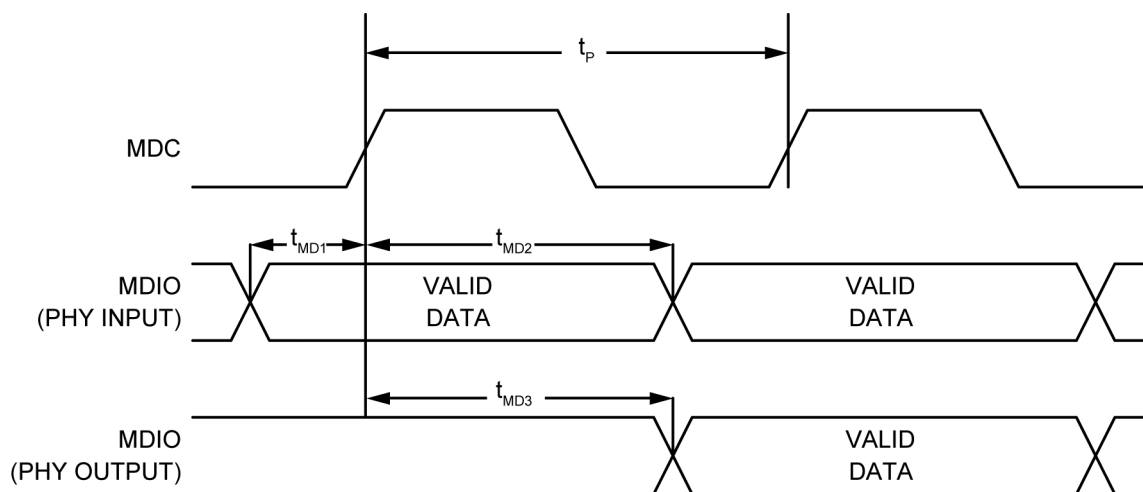 tP
MDC
tMD1
tMD2
MDIO
(PHY INPUT)
VALID
DATA
VALID
DATA
tMD3
MDIO
(PHY OUTPUT)
VALID
DATA